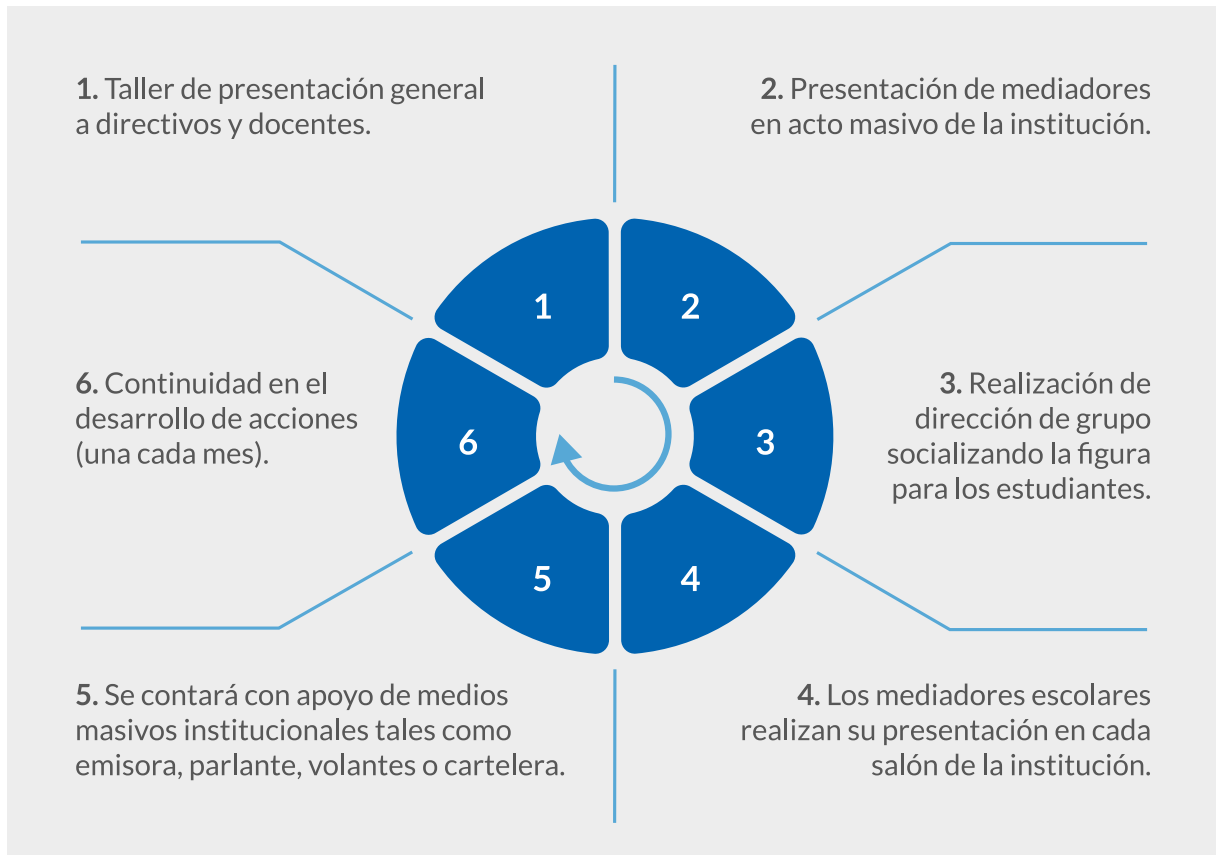 1. Taller de presentación general
a directivos y docentes.
2. Presentación de mediadores
en acto masivo de la institución.
1
2
3
4
5
6
3. Realización de
dirección de grupo
socializando la figura
para los estudiantes.
4. Los mediadores escolares
realizan su presentación en cada
salón de la institución.
5. Se contará con apoyo de medios
masivos institucionales tales como
emisora, parlante, volantes o cartelera.
6. Continuidad en el
desarrollo de acciones
(una cada mes).